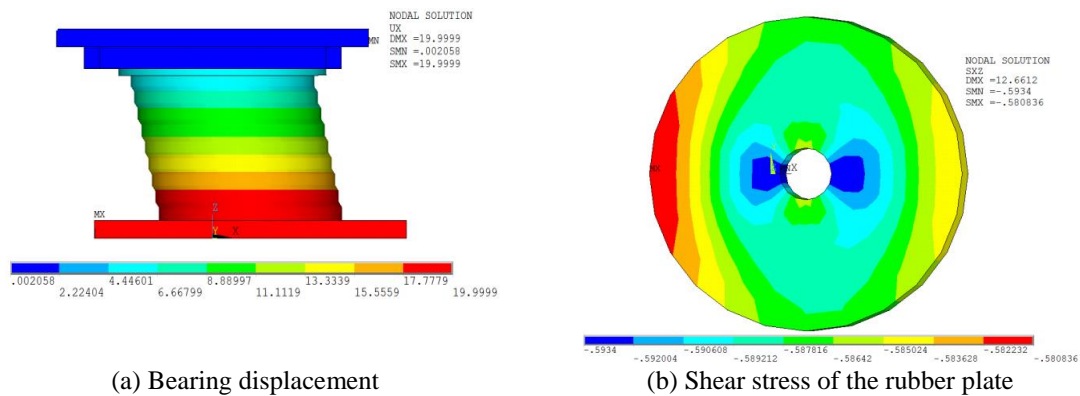 NODAL SOLUTION
UX
DMX =19.9999
SMN =.002058
SMX =19.9999
MN
MX
Z
Y X
.002058 4.44601 8.88997 13.3339 17.7779
2.22404 6.66799 11.1119 15.5559 19.9999
(a) Bearing displacement
NODAL SOLUTION
SXZ
DMX =12.6612
SMN =-.5934
SMX =-.580836
MX
X
-.5934 -.590608 -.587816 -.585024 -.582232
-.592004 -.589212 -.58642 -.583628 -.580836
(b) Shear stress of the rubber plate